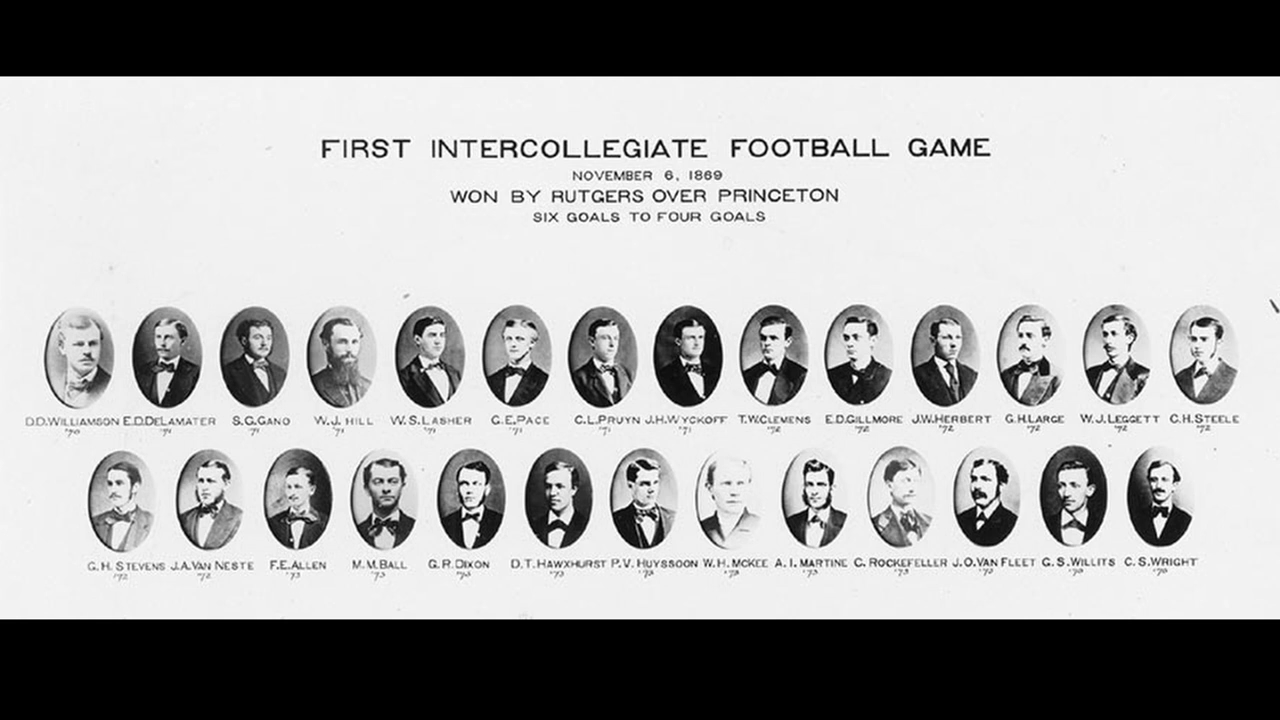 FIRST INTERCOLLEGIATE FOOTBALL GAME
NOVEMBER 6, 1869
WON BY RUTGERS OVER PRINCETON
SIX GOALS TO FOUR GOALS
D.D.WILLIAMSON E.D.DELAMATER S.G.GANO W.J. HILL W.S.LASHER G.E.PACE C.L.PRUYN J.H.WYCKOFF T.W.CLEMENS E.D.GILLMORE J.W.HERBERT G.H.LARGE W.J.LEGGETT C.H.STEELE
'70 '71 '71 '71 '71 '71 '71 '71 '72 '72 '72 '72 '72 '72
G.H.STEVENS J.A.VAN NESTE F.E.ALLEN M.M.BALL G.R.DIXON D.T.HAWXHURST P.V.HUYSSOON W.H.MCKEE A.I.MARTINE C.ROCKEFELLER J.O.VAN FLEET G.S.WILLITS C.S.WRIGHT
'72 '72 '73 '73 '73 '73 '73 '73 '73 '73